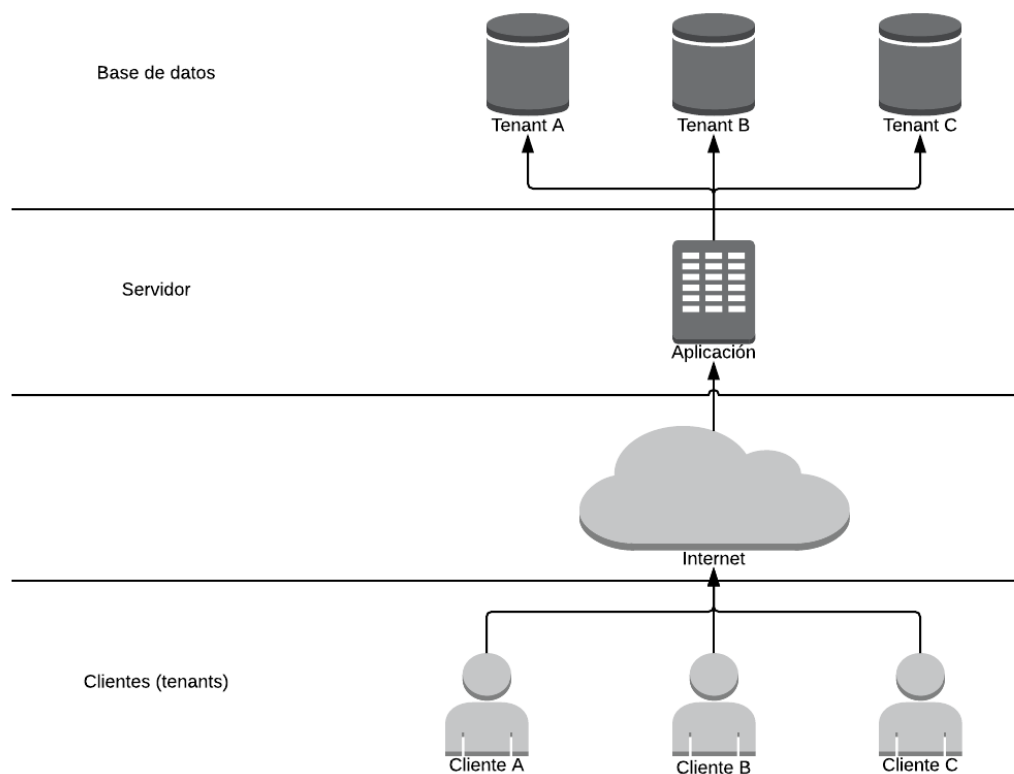 Base de datos
Tenant A
Tenant B
Tenant C
Servidor
Aplicación
Internet
Clientes (tenants)
Cliente A
Cliente B
Cliente C